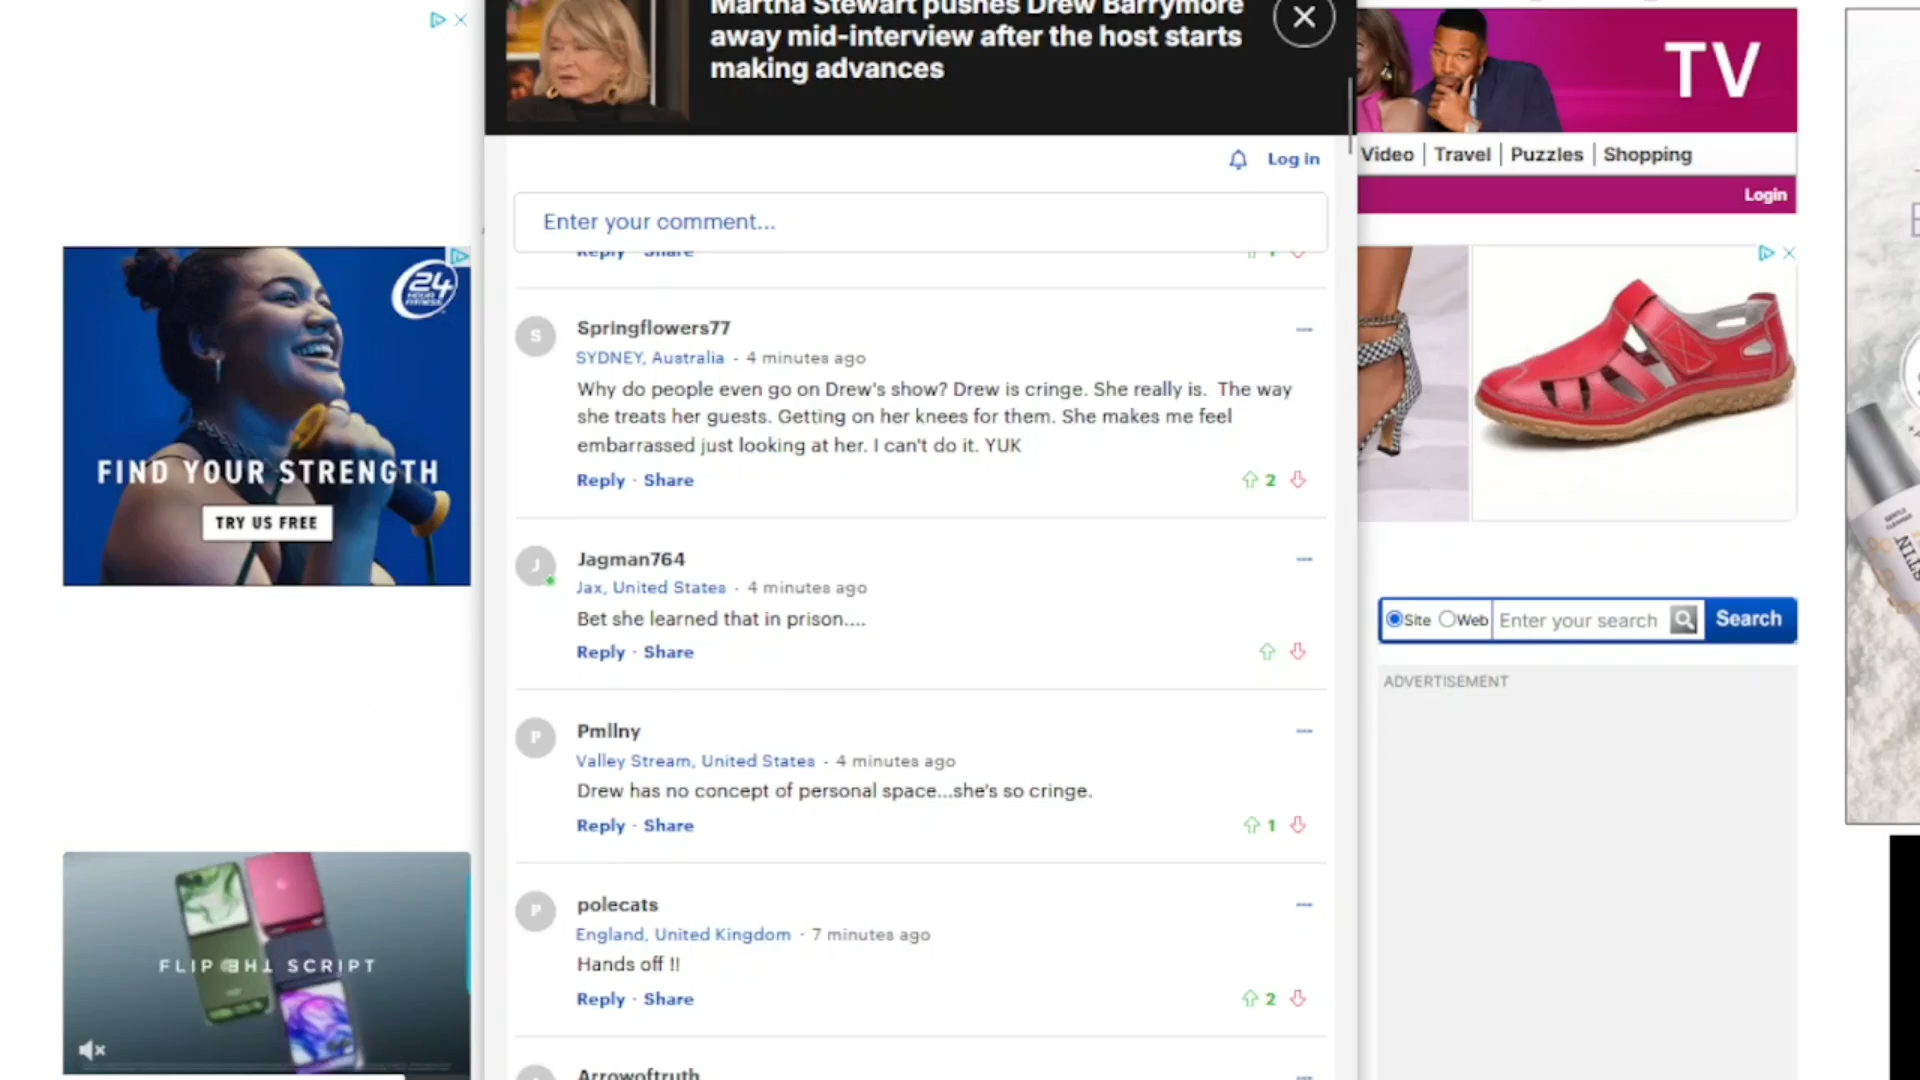 Martha Stewart pushes Drew Barrymore
away mid-interview after the host starts
making advances
TV
Video
Travel
Puzzles
Shopping
Log in
Login
Enter your comment...
Reply · Share
1
24
HOUR
FITNESS
FIND YOUR STRENGTH
TRY US FREE
S
Springflowers77
SYDNEY, Australia - 4 minutes ago
Why do people even go on Drew's show? Drew is cringe. She really is. The way
she treats her guests. Getting on her knees for them. She makes me feel
embarrassed just looking at her. I can't do it. YUK
Reply · Share
2
J
Jagman764
Jax, United States - 4 minutes ago
Bet she learned that in prison....
Reply · Share
Site
Web
Enter your search
Search
ADVERTISEMENT
P
Pmllny
Valley Stream, United States - 4 minutes ago
Drew has no concept of personal space...she's so cringe.
Reply · Share
1
P
polecats
England, United Kingdom - 7 minutes ago
Hands off !!
Reply · Share
2
FLIP THE SCRIPT
Arrowoftruth